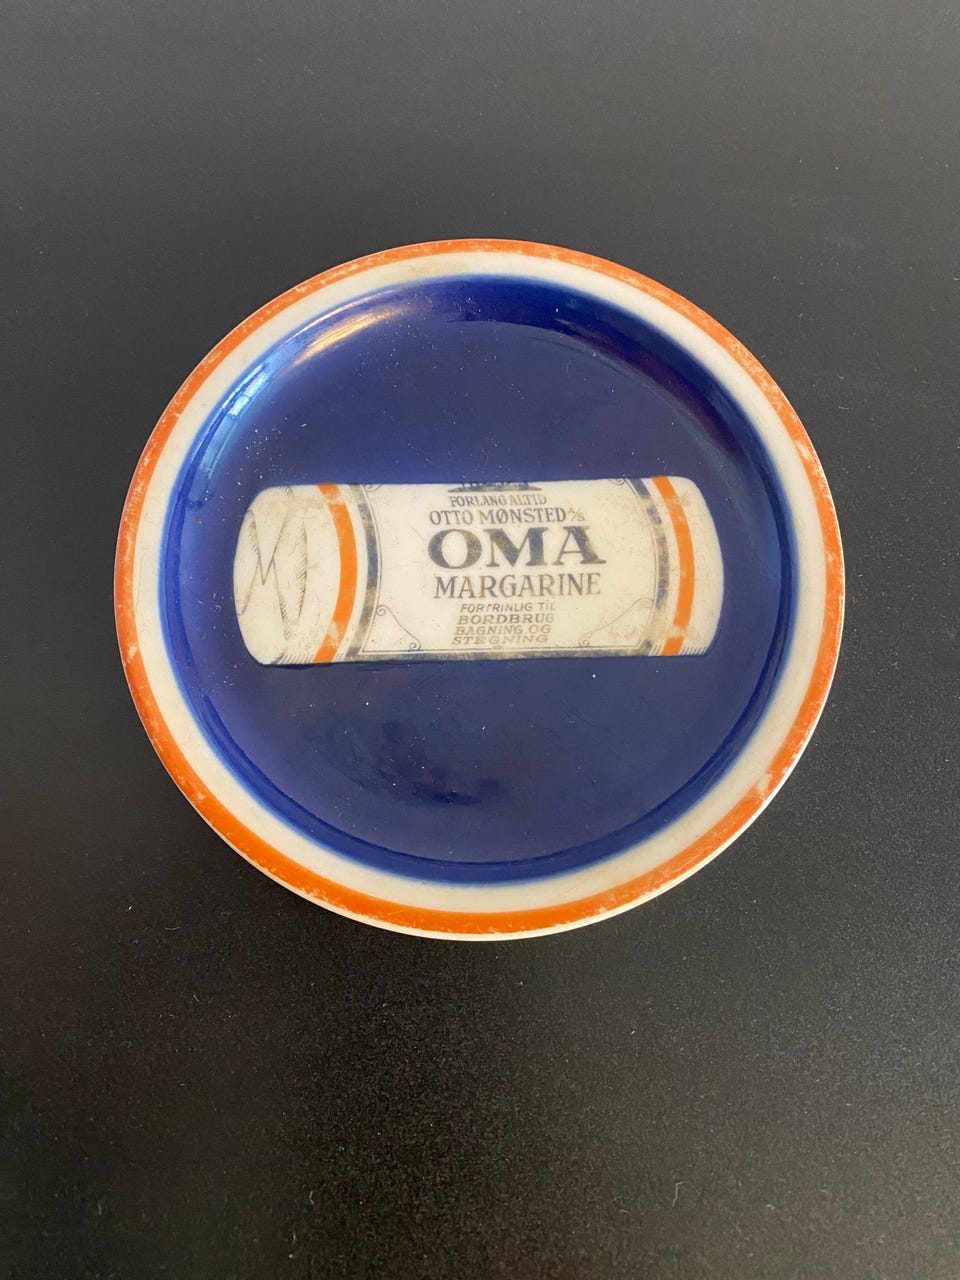 FORLANG ALTID
OTTO MØNSTED A/S
OMA
MARGARINE
FORTRINLIG TIL
BORDBRUG
BAGNING OG
STEGNING